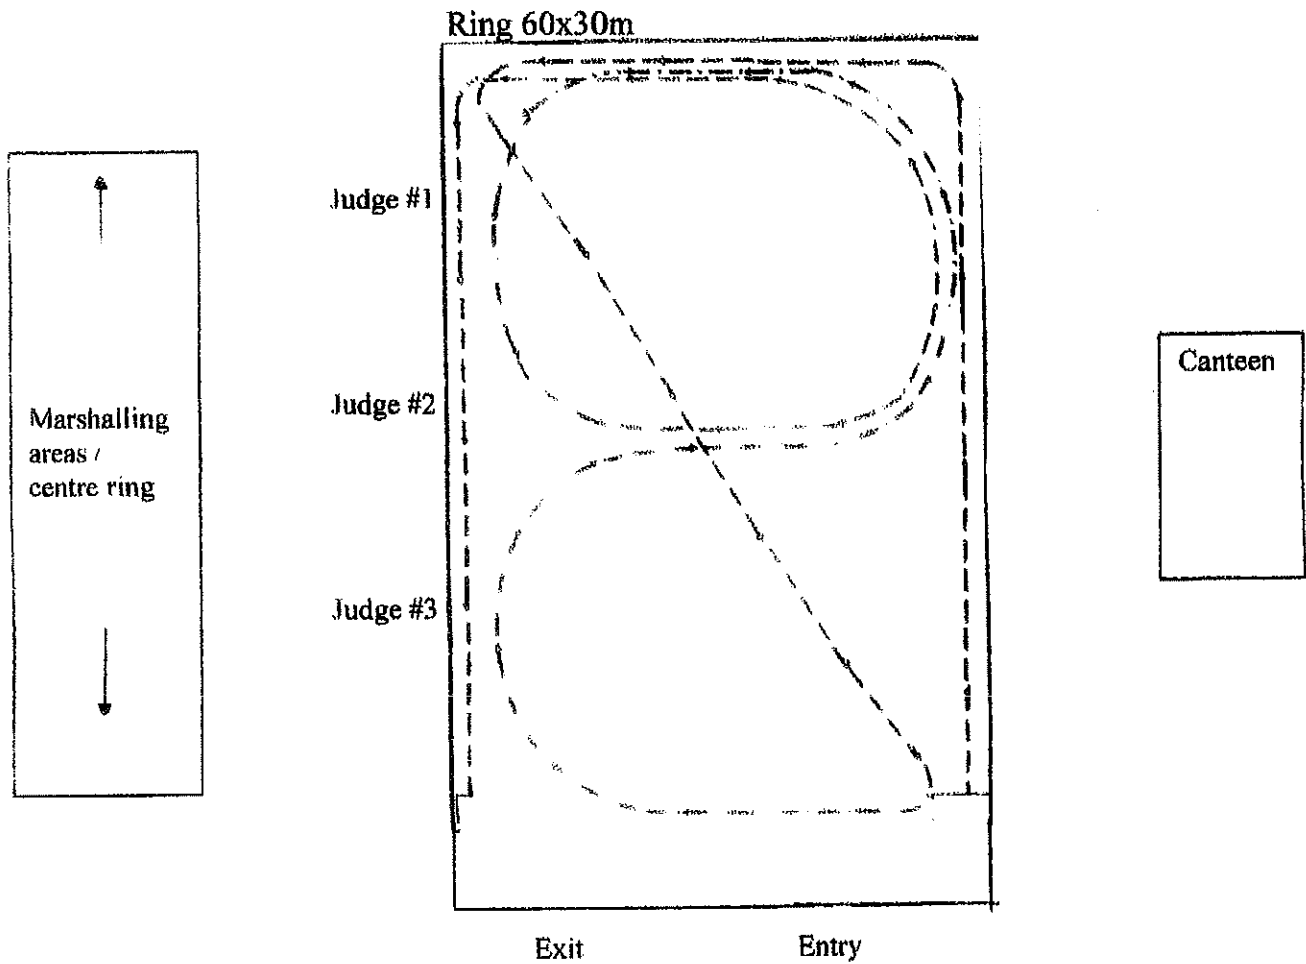 Ring 60x30m
Judge #1
Canteen
Judge #2
Marshalling
areas /
centre ring
Judge #3
Exit
Entry